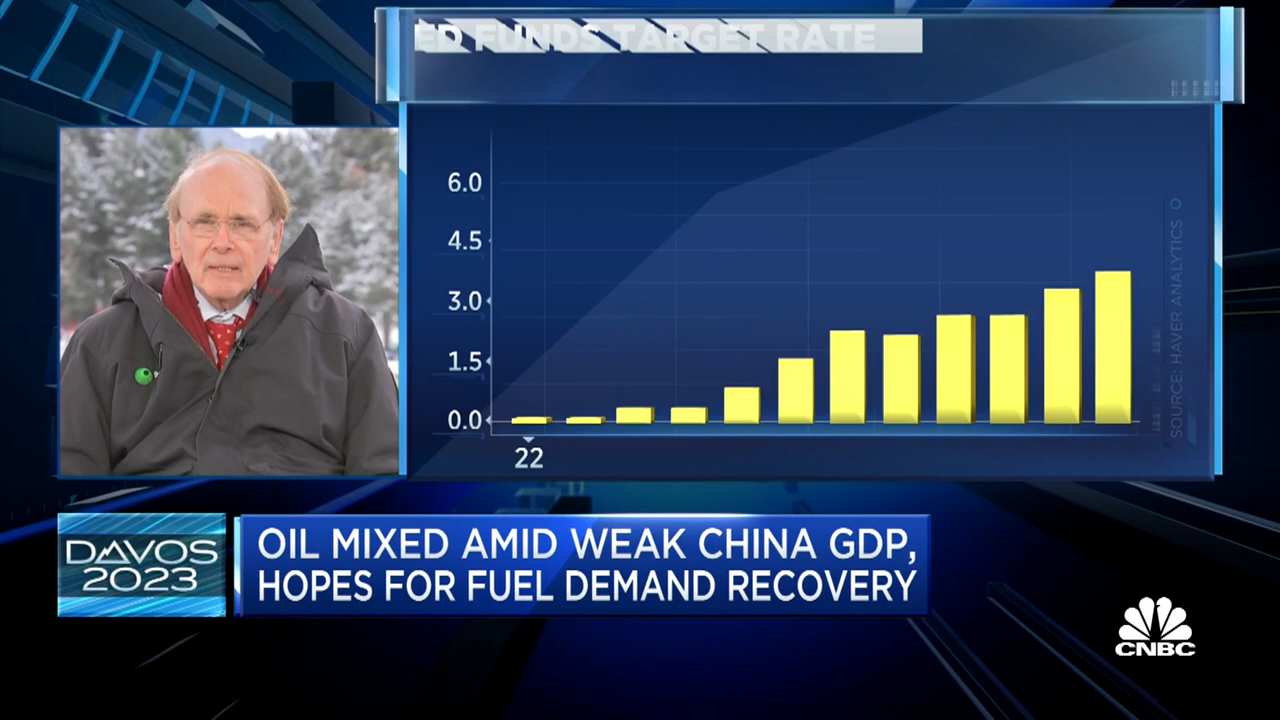 ED FUNDS TARGET RATE
6.0
4.5
3.0
1.5
0.0
22
SOURCE: HAVER ANALYTICS
DAVOS
2023
OIL MIXED AMID WEAK CHINA GDP,
HOPES FOR FUEL DEMAND RECOVERY
CNBC